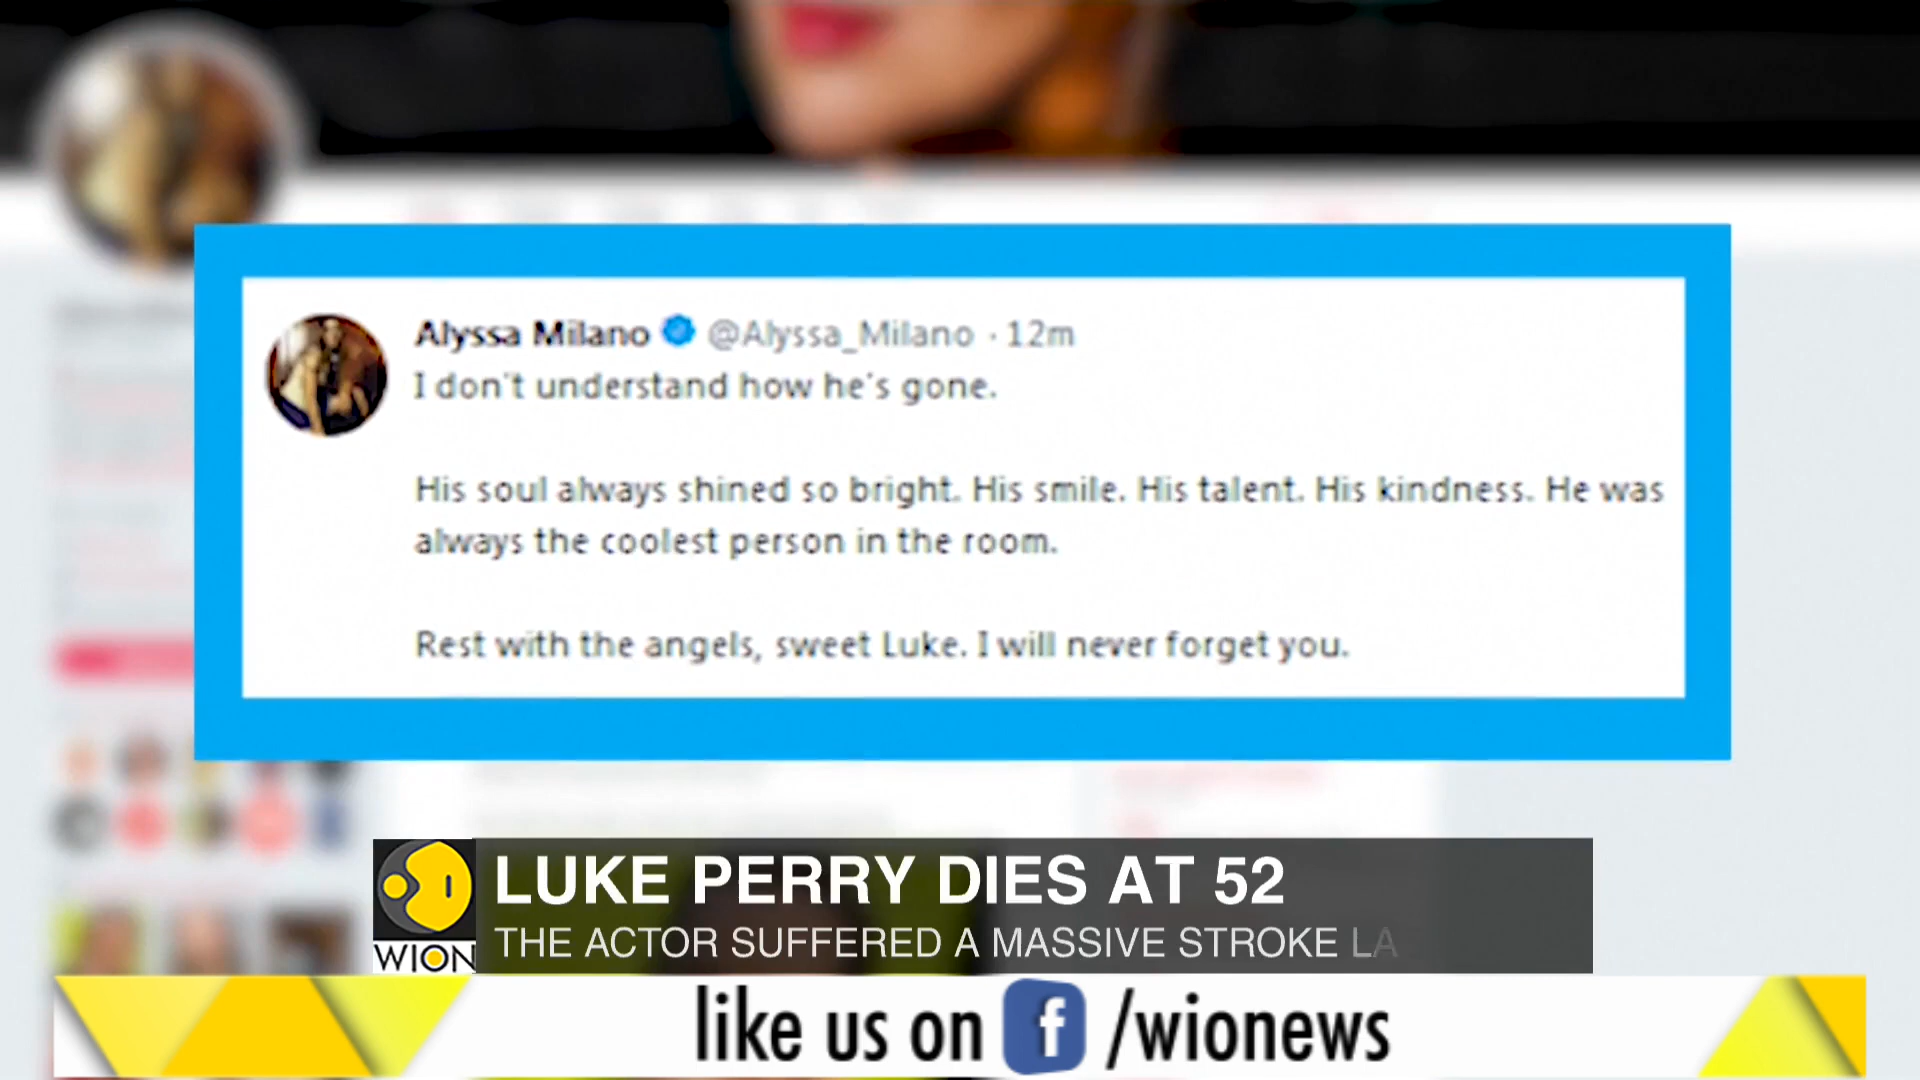 Alyssa Milano @Alyssa_Milano · 12m
I don't understand how he's gone.
His soul always shined so bright. His smile. His talent. His kindness. He was
always the coolest person in the room.
Rest with the angels, sweet Luke. I will never forget you.
LUKE PERRY DIES AT 52
THE ACTOR SUFFERED A MASSIVE STROKE LA
WION
like us on f /wionews